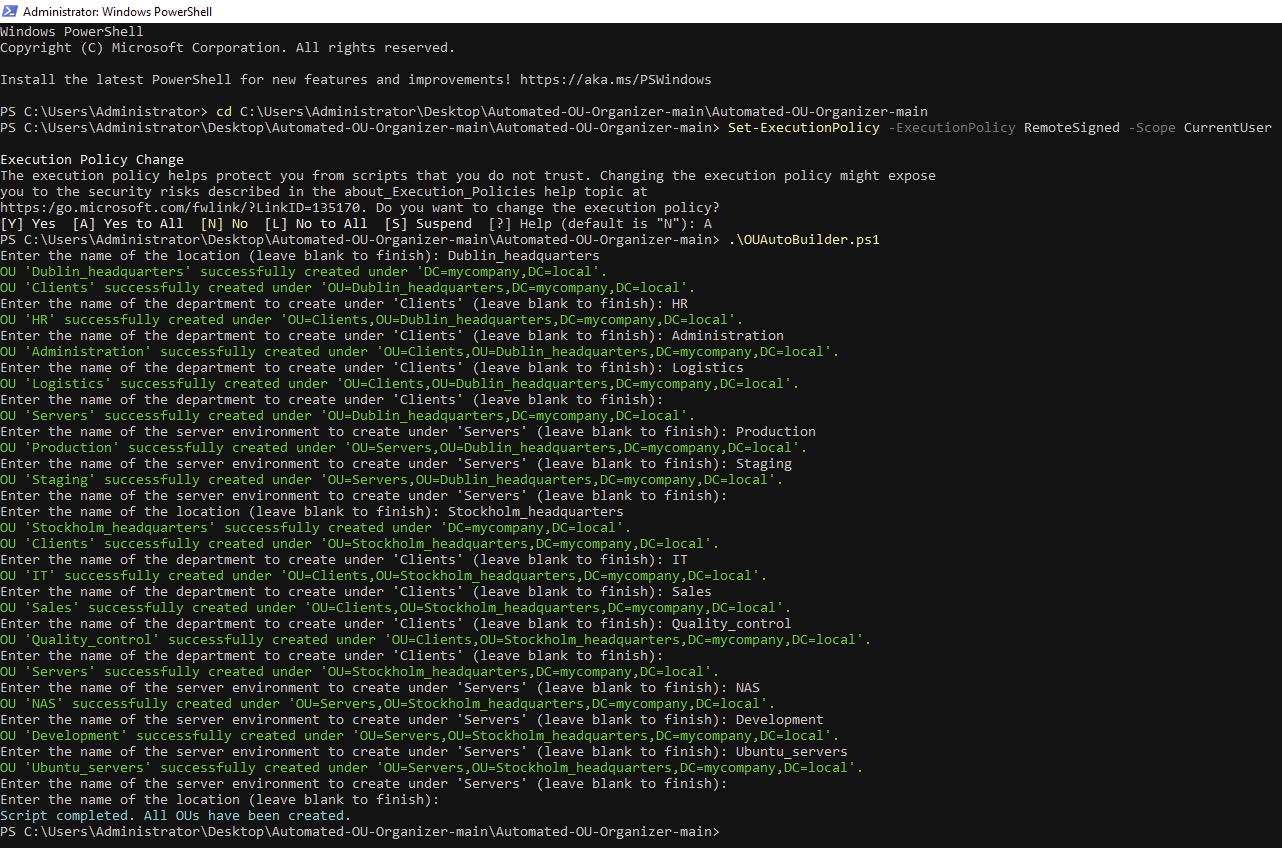 Administrator: Windows PowerShell
Windows PowerShell
Copyright (C) Microsoft Corporation. All rights reserved.
Install the latest PowerShell for new features and improvements! https://aka.ms/PSWindows
PS C:\Users\Administrator> cd C:\Users\Administrator\Desktop\Automated-OU-Organizer-main\Automated-OU-Organizer-main
PS C:\Users\Administrator\Desktop\Automated-OU-Organizer-main\Automated-OU-Organizer-main> Set-ExecutionPolicy -ExecutionPolicy RemoteSigned -Scope CurrentUser
Execution Policy Change
The execution policy helps protect you from scripts that you do not trust. Changing the execution policy might expose
you to the security risks described in the about_Execution_Policies help topic at
https:/go.microsoft.com/fwlink/?LinkID=135170. Do you want to change the execution policy?
[Y] Yes  [A] Yes to All  [N] No  [L] No to All  [S] Suspend  [?] Help (default is "N"): A
PS C:\Users\Administrator\Desktop\Automated-OU-Organizer-main\Automated-OU-Organizer-main> .\OUAutoBuilder.ps1
Enter the name of the location (leave blank to finish): Dublin_headquarters
OU 'Dublin_headquarters' successfully created under 'DC=mycompany,DC=local'.
OU 'Clients' successfully created under 'OU=Dublin_headquarters,DC=mycompany,DC=local'.
Enter the name of the department to create under 'Clients' (leave blank to finish): HR
OU 'HR' successfully created under 'OU=Clients,OU=Dublin_headquarters,DC=mycompany,DC=local'.
Enter the name of the department to create under 'Clients' (leave blank to finish): Administration
OU 'Administration' successfully created under 'OU=Clients,OU=Dublin_headquarters,DC=mycompany,DC=local'.
Enter the name of the department to create under 'Clients' (leave blank to finish): Logistics
OU 'Logistics' successfully created under 'OU=Clients,OU=Dublin_headquarters,DC=mycompany,DC=local'.
Enter the name of the department to create under 'Clients' (leave blank to finish):
OU 'Servers' successfully created under 'OU=Dublin_headquarters,DC=mycompany,DC=local'.
Enter the name of the server environment to create under 'Servers' (leave blank to finish): Production
OU 'Production' successfully created under 'OU=Servers,OU=Dublin_headquarters,DC=mycompany,DC=local'.
Enter the name of the server environment to create under 'Servers' (leave blank to finish): Staging
OU 'Staging' successfully created under 'OU=Servers,OU=Dublin_headquarters,DC=mycompany,DC=local'.
Enter the name of the server environment to create under 'Servers' (leave blank to finish):
Enter the name of the location (leave blank to finish): Stockholm_headquarters
OU 'Stockholm_headquarters' successfully created under 'DC=mycompany,DC=local'.
OU 'Clients' successfully created under 'OU=Stockholm_headquarters,DC=mycompany,DC=local'.
Enter the name of the department to create under 'Clients' (leave blank to finish): IT
OU 'IT' successfully created under 'OU=Clients,OU=Stockholm_headquarters,DC=mycompany,DC=local'.
Enter the name of the department to create under 'Clients' (leave blank to finish): Sales
OU 'Sales' successfully created under 'OU=Clients,OU=Stockholm_headquarters,DC=mycompany,DC=local'.
Enter the name of the department to create under 'Clients' (leave blank to finish): Quality_control
OU 'Quality_control' successfully created under 'OU=Clients,OU=Stockholm_headquarters,DC=mycompany,DC=local'.
Enter the name of the department to create under 'Clients' (leave blank to finish):
OU 'Servers' successfully created under 'OU=Stockholm_headquarters,DC=mycompany,DC=local'.
Enter the name of the server environment to create under 'Servers' (leave blank to finish): NAS
OU 'NAS' successfully created under 'OU=Servers,OU=Stockholm_headquarters,DC=mycompany,DC=local'.
Enter the name of the server environment to create under 'Servers' (leave blank to finish): Development
OU 'Development' successfully created under 'OU=Servers,OU=Stockholm_headquarters,DC=mycompany,DC=local'.
Enter the name of the server environment to create under 'Servers' (leave blank to finish): Ubuntu_servers
OU 'Ubuntu_servers' successfully created under 'OU=Servers,OU=Stockholm_headquarters,DC=mycompany,DC=local'.
Enter the name of the server environment to create under 'Servers' (leave blank to finish):
Enter the name of the location (leave blank to finish):
Script completed. All OUs have been created.
PS C:\Users\Administrator\Desktop\Automated-OU-Organizer-main\Automated-OU-Organizer-main>